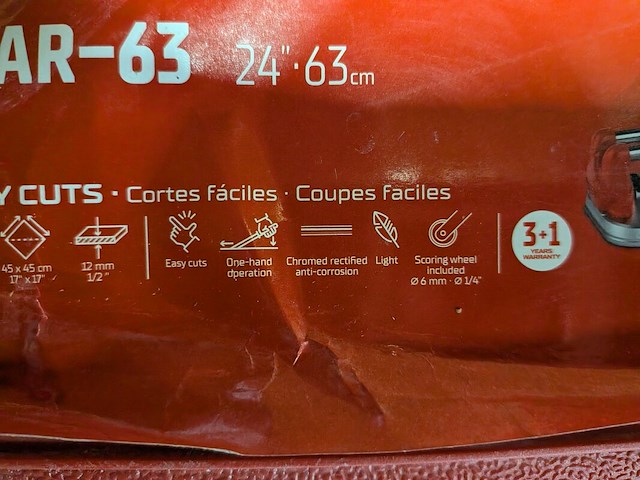 AR-63 24"·63cm
Y CUTS · Cortes fáciles · Coupes faciles
45 x 45 cm
17" x 17"
12 mm
1/2 "
Easy cuts
One-hand
operation
Chromed rectified
anti-corrosion
Light
Scoring wheel
included
Ø 6 mm · Ø 1/4"
3+1
YEARS
WARRANTY